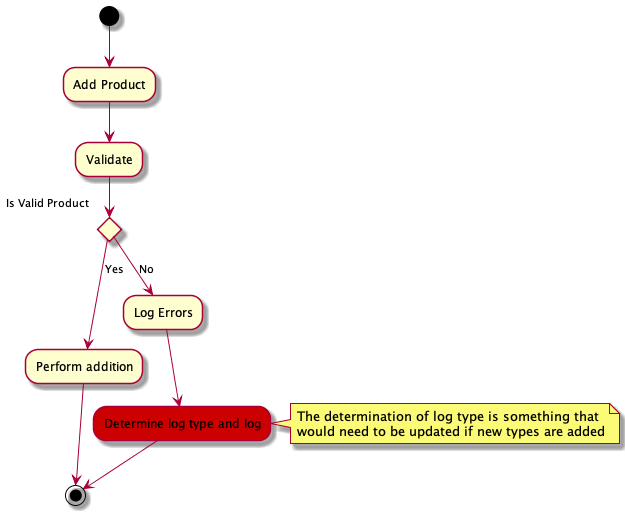 Add Product
Validate
Is Valid Product
Yes
No
Log Errors
Perform addition
Determine log type and log
The determination of log type is something that
would need to be updated if new types are added